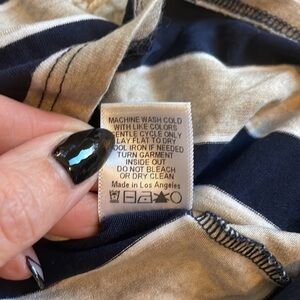 MACHINE WASH COLD
WITH LIKE COLORS
GENTLE CYCLE ONLY
LAY FLAT TO DRY
OOL IRON IF NEEDED
TURN GARMENT
INSIDE OUT
DO NOT BLEACH
OR DRY CLEAN
Made in Los Angeles